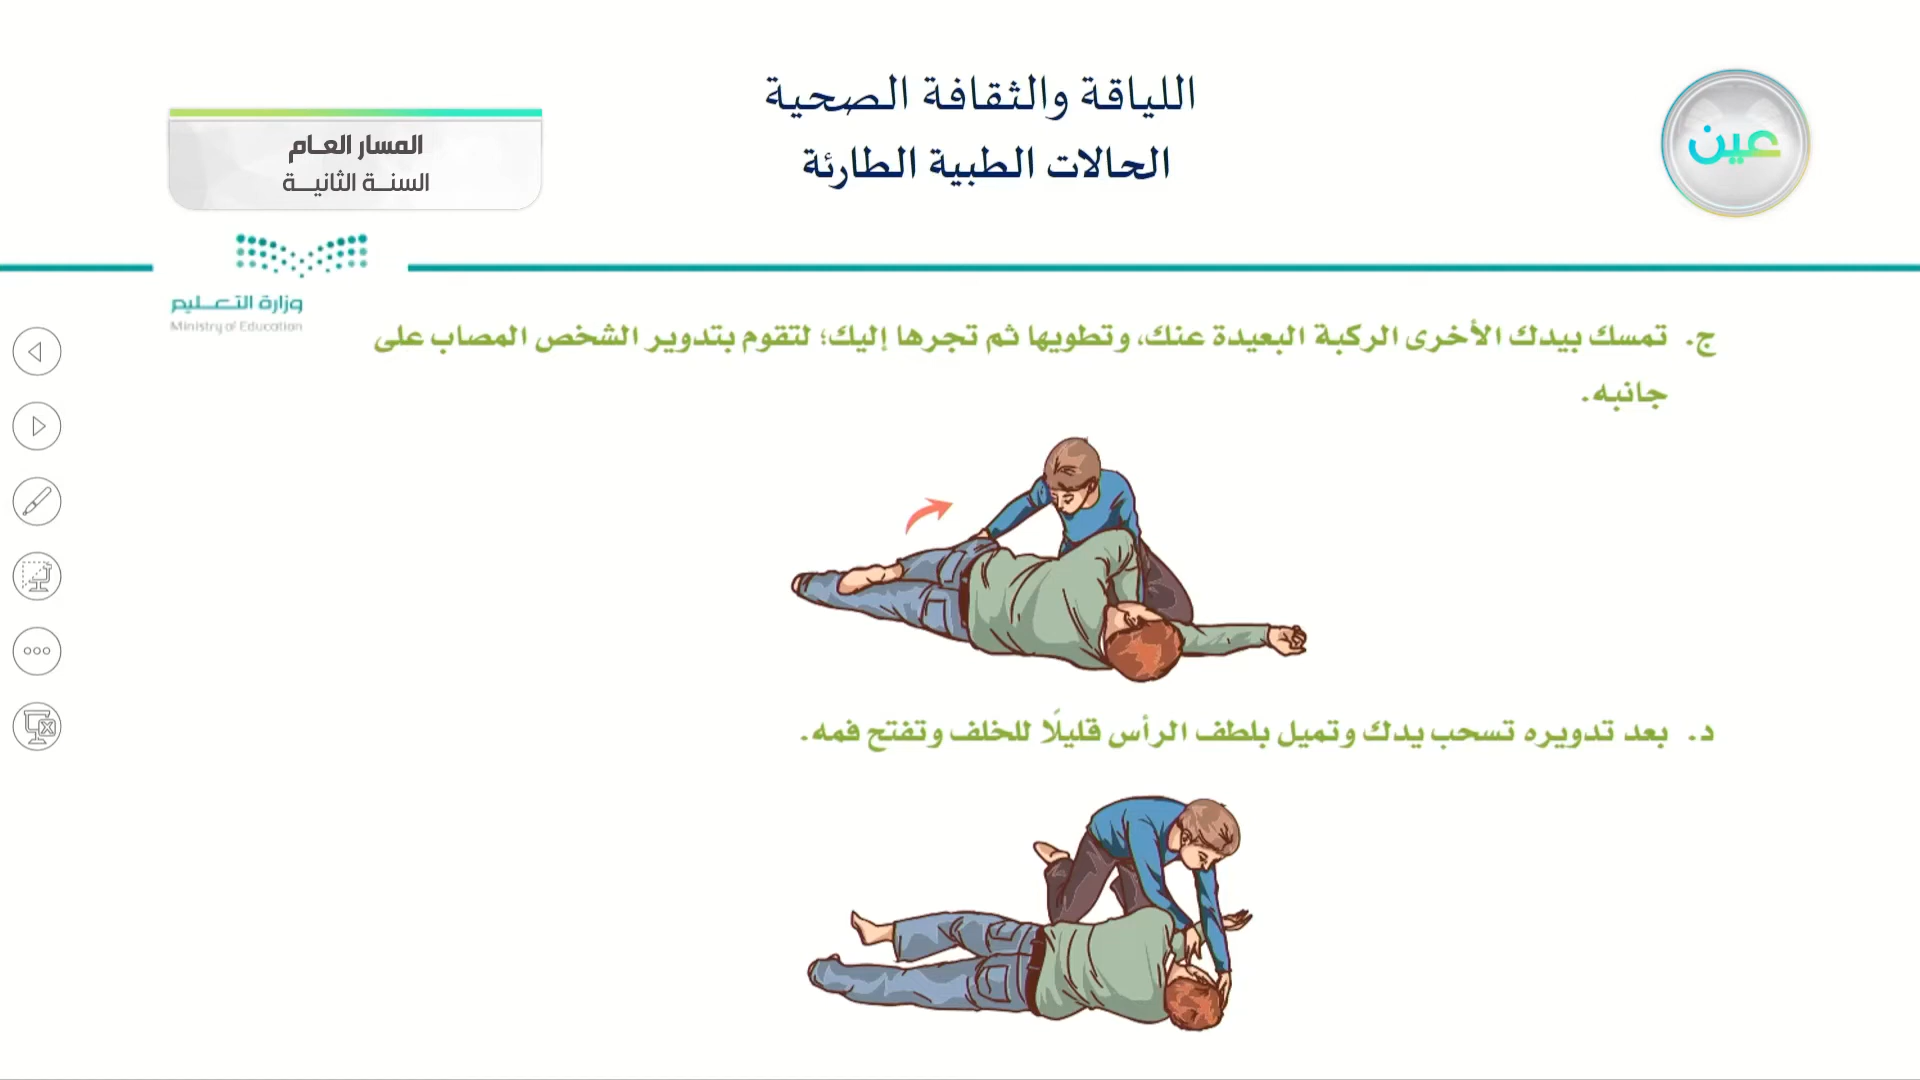 اللياقة والثقافة الصحية
الحالات الطبية الطارئة
عين
المسار العام
السنة الثانية
وزارة التعليم
Ministry of Education
ج. تمسك بيدك الأخرى الركبة البعيدة عنك، وتطويها ثم تجرها إليك؛ لتقوم بتدوير الشخص المصاب على
جانبه.
د. بعد تدويره تسحب يدك وتميل بلطف الرأس قليلًا للخلف وتفتح فمه.